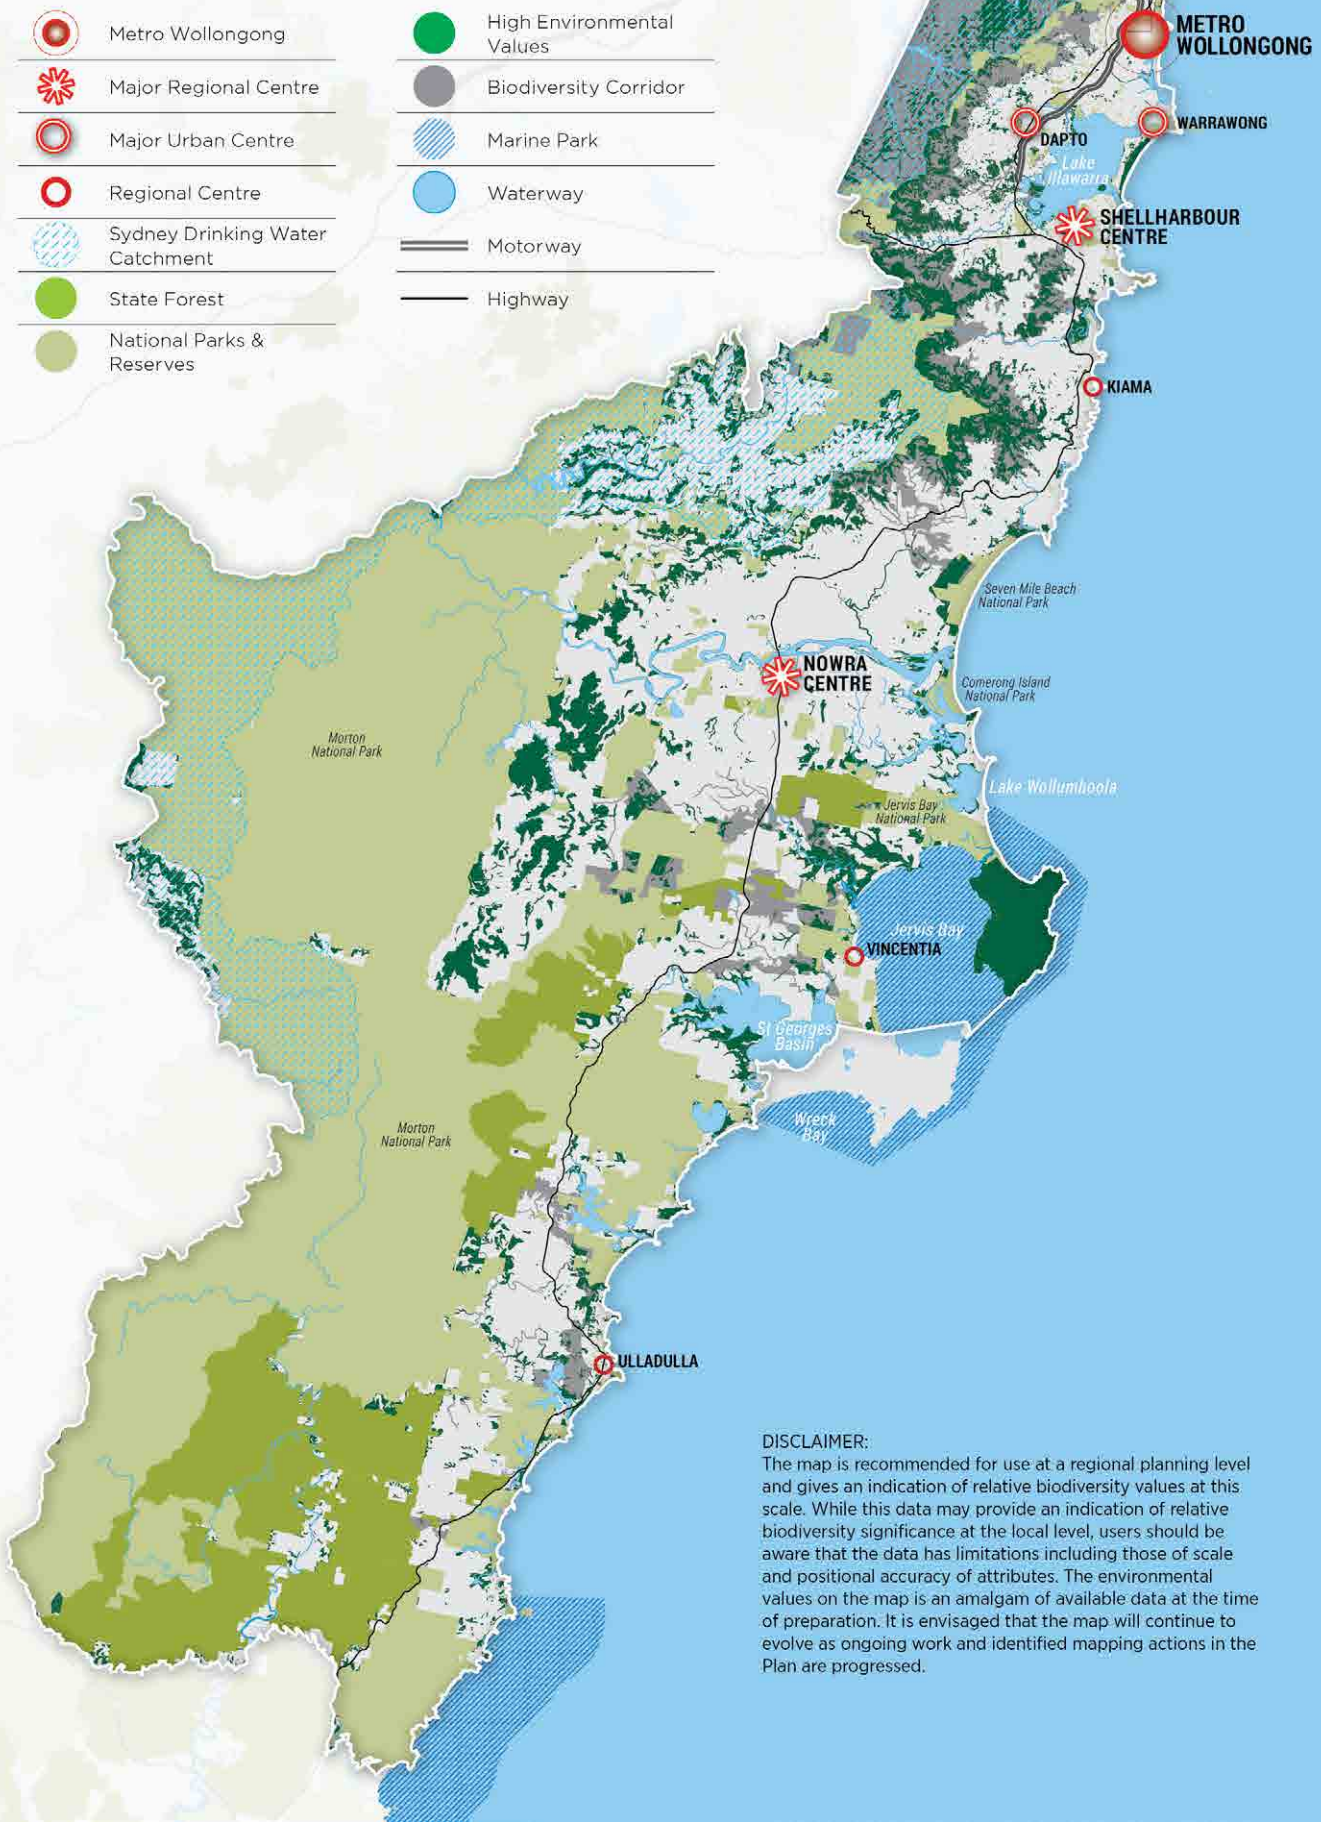 Metro Wollongong
Major Regional Centre
Major Urban Centre
Regional Centre
Sydney Drinking Water
Catchment
State Forest
National Parks &
Reserves
High Environmental
Values
Biodiversity Corridor
Marine Park
Waterway
Motorway
Highway
METRO
WOLLONGONG
DAPTO
WARRAWONG
Lake
Illawarra
SHELLHARBOUR
CENTRE
KIAMA
Seven Mile Beach
National Park
NOWRA
CENTRE
Comerong Island
National Park
Morton
National Park
Lake Wollumboola
Jervis Bay
National Park
Jervis Bay
VINCENTIA
St Georges
Basin
Wreck
Bay
Morton
National Park
ULLADULLA
DISCLAIMER:
The map is recommended for use at a regional planning level
and gives an indication of relative biodiversity values at this
scale. While this data may provide an indication of relative
biodiversity significance at the local level, users should be
aware that the data has limitations including those of scale
and positional accuracy of attributes. The environmental
values on the map is an amalgam of available data at the time
of preparation. It is envisaged that the map will continue to
evolve as ongoing work and identified mapping actions in the
Plan are progressed.